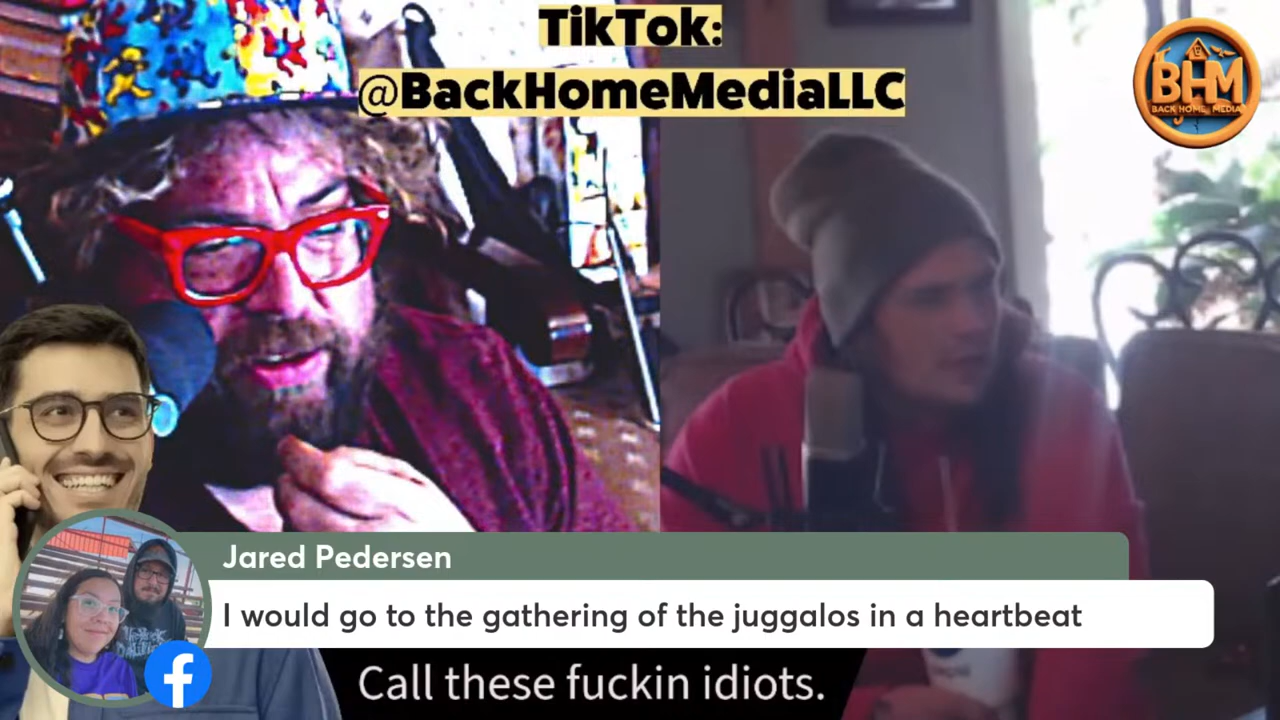 TikTok:
@BackHomeMediaLLC
BHM
BACK HOME MEDIA
Jared Pedersen
I would go to the gathering of the juggalos in a heartbeat
Call these fuckin idiots.